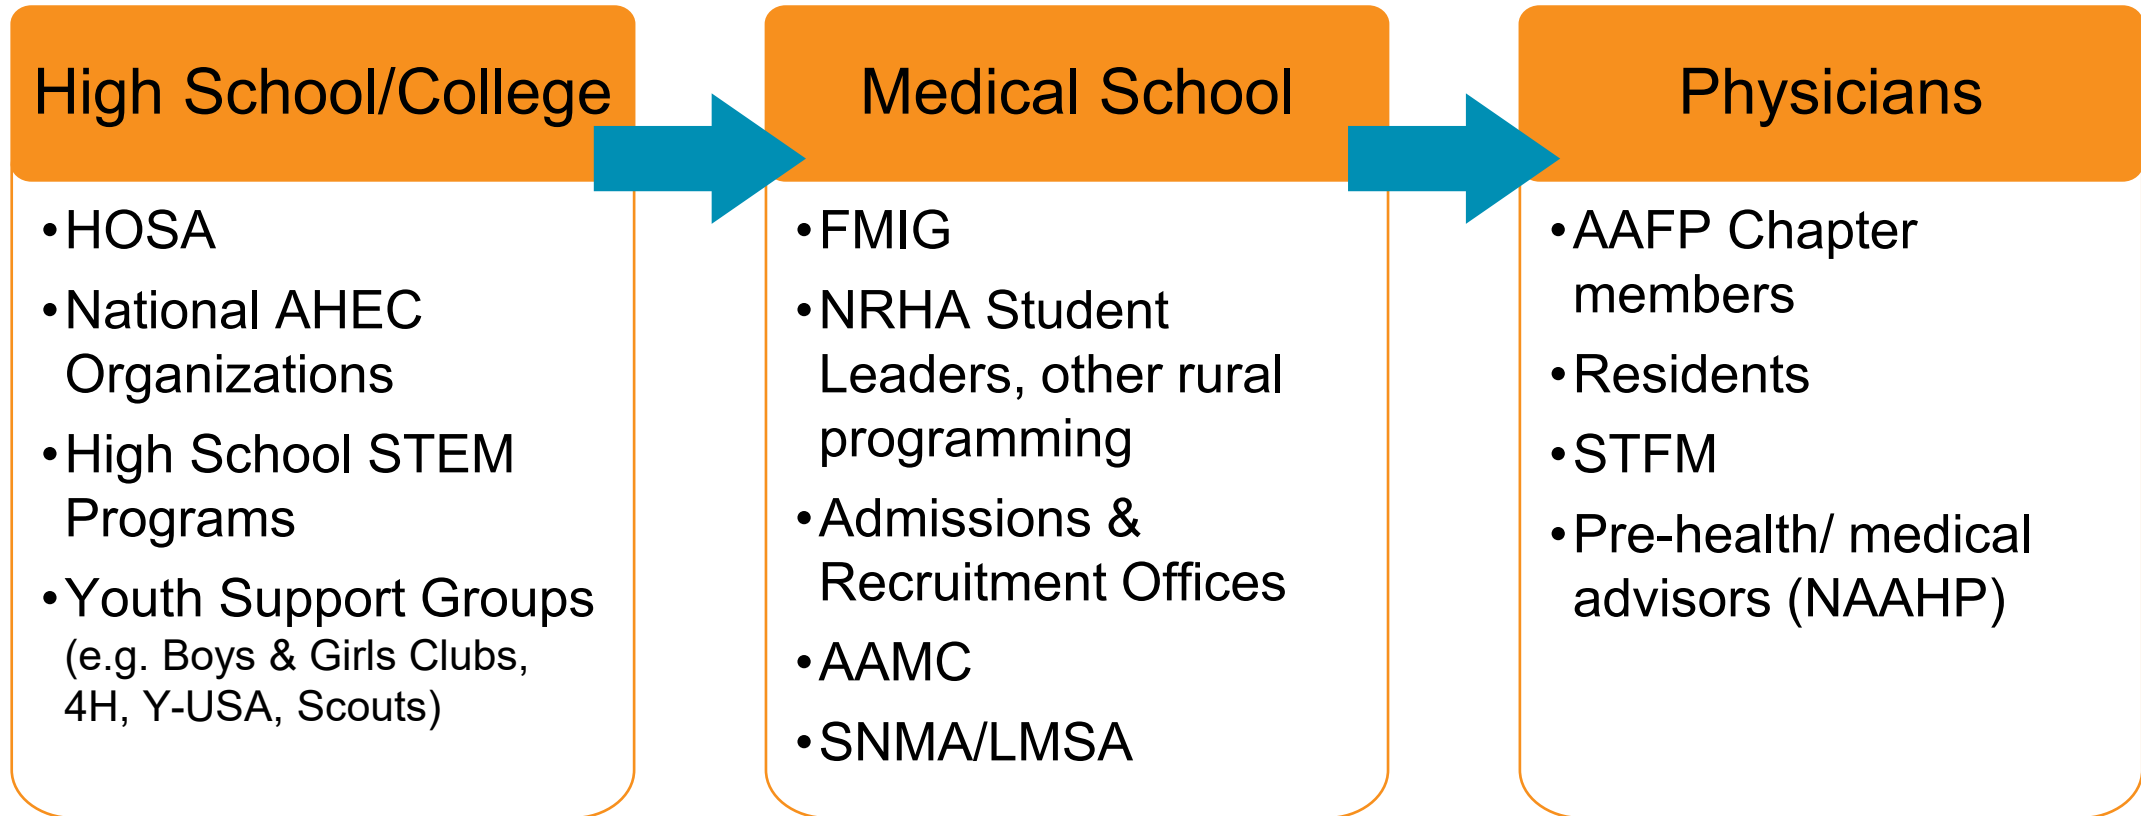 High School/College
•HOSA
•National AHEC
Organizations
•High School STEM
Programs
•Youth Support Groups
(e.g. Boys & Girls Clubs,
4H, Y-USA, Scouts)
Medical School
•FMIG
•NRHA Student
Leaders, other rural
programming
•Admissions &
Recruitment Offices
•AAMC
•SNMA/LMSA
Physicians
•AAFP Chapter
members
•Residents
•STFM
•Pre-health/ medical
advisors (NAAHP)